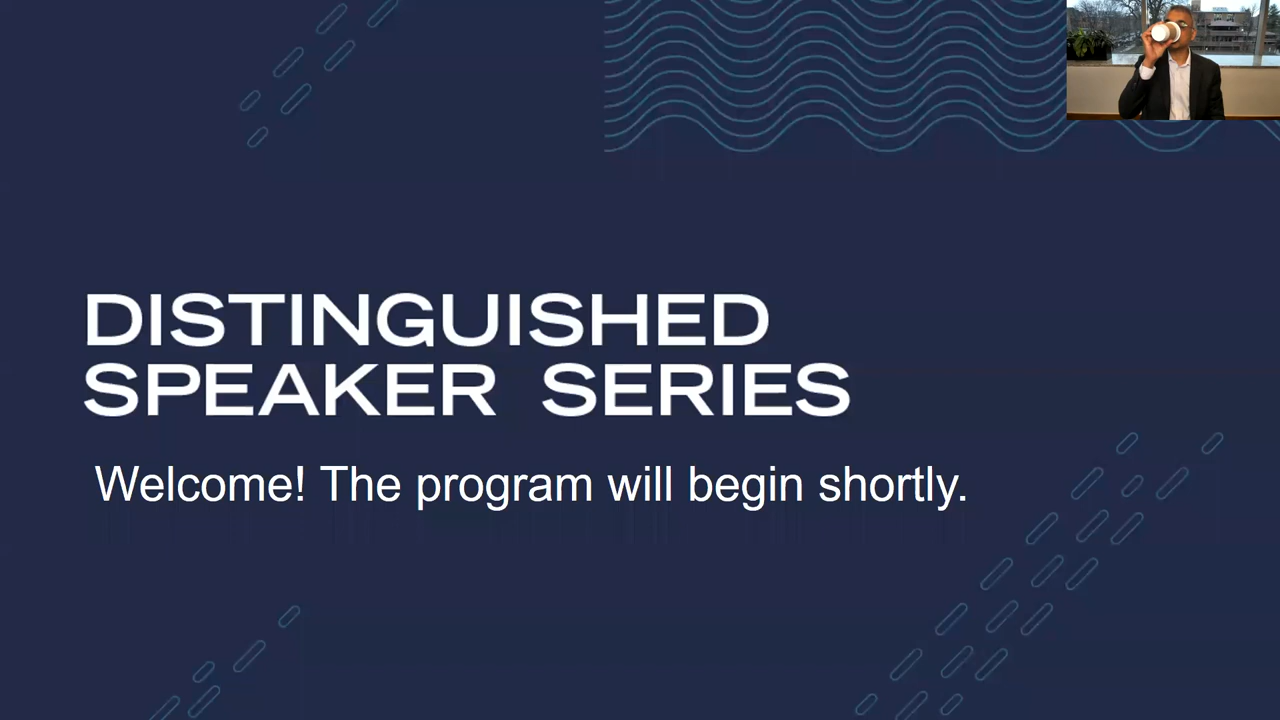 DISTINGUISHED
SPEAKER SERIES
Welcome! The program will begin shortly.